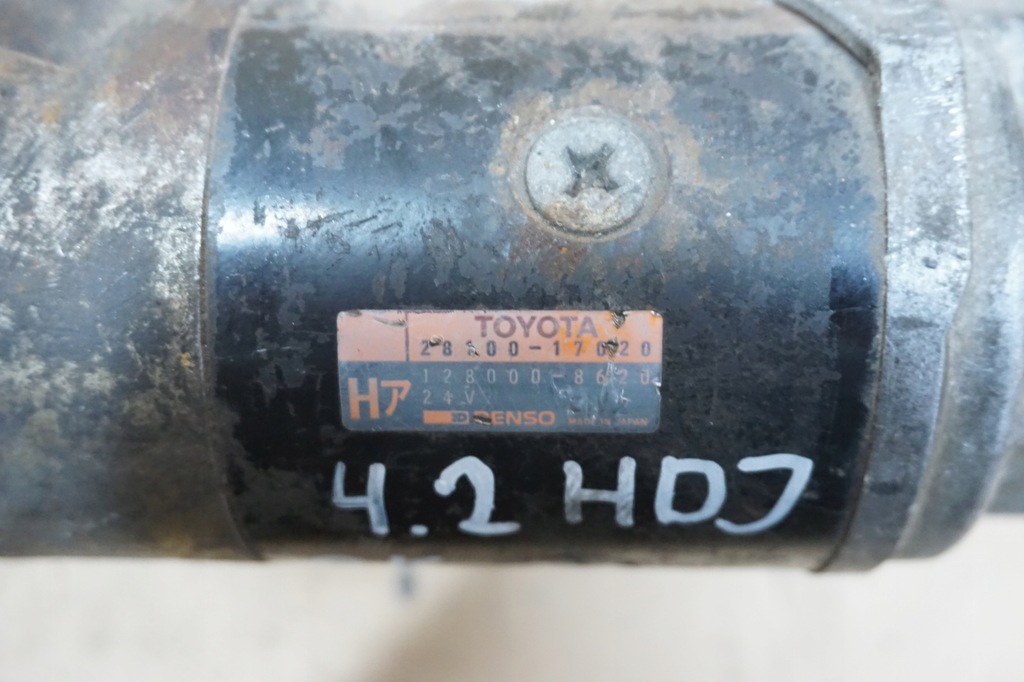 TOYOTA
28100-17020
128000-8620
Hア
24V
DENSO
MADE IN JAPAN
4.2 HDJ